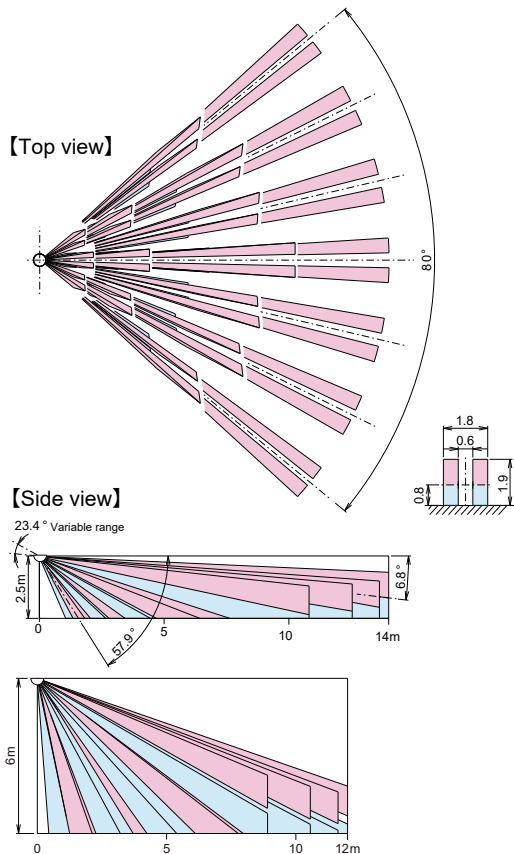 【Top view】
80°
1.8
0.6
0.8
1.9
【Side view】
23.4 ° Variable range
2.5m
6.8°
57.9°
0
5
10
14m
6m
0
5
10
12m